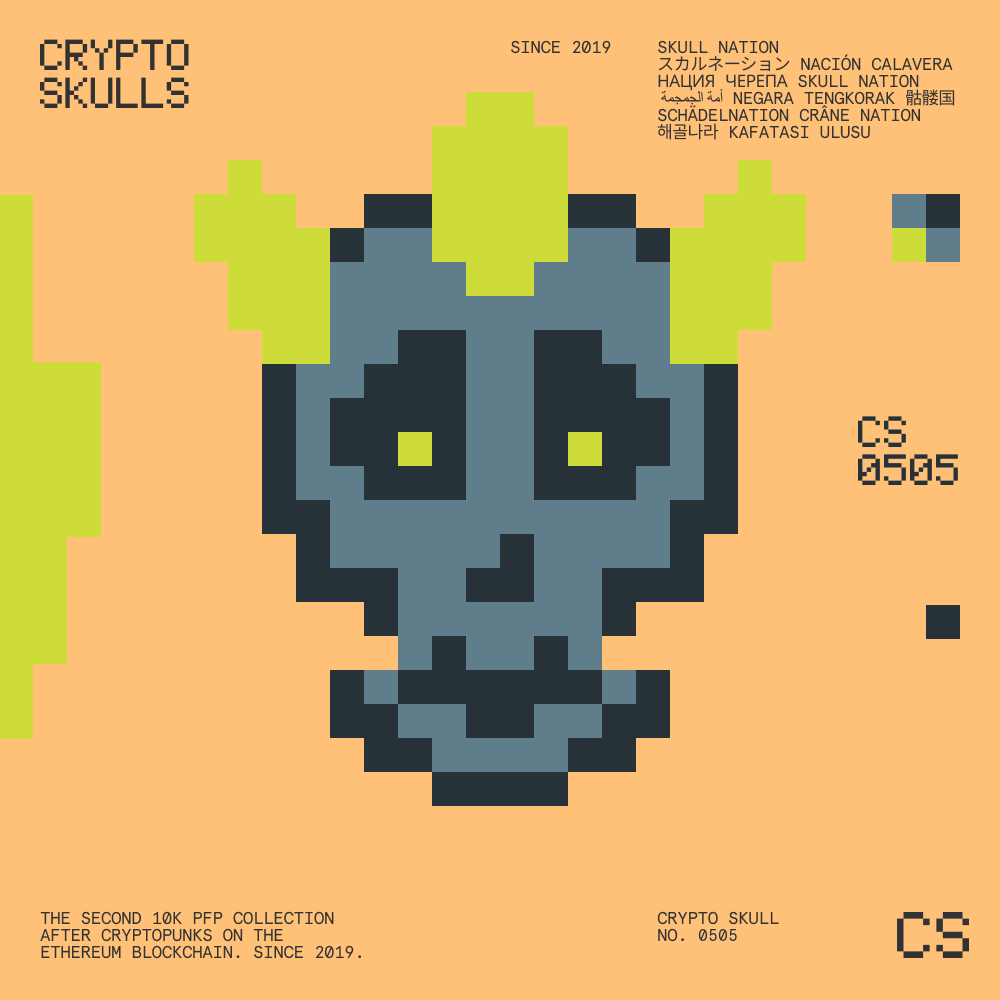 CRYPTO
SKULLS
SINCE 2019
SKULL NATION
スカルネーション NACIÓN CALAVERA
НАЦИЯ ЧЕРЕПА SKULL NATION
أمة الجمجمة NEGARA TENGKORAK 骷髅国
SCHÄDELNATION CRÂNE NATION
해골나라 KAFATASI ULUSU
CS
0505
THE SECOND 10K PFP COLLECTION
AFTER CRYPTOPUNKS ON THE
ETHEREUM BLOCKCHAIN. SINCE 2019.
CRYPTO SKULL
NO. 0505
CS